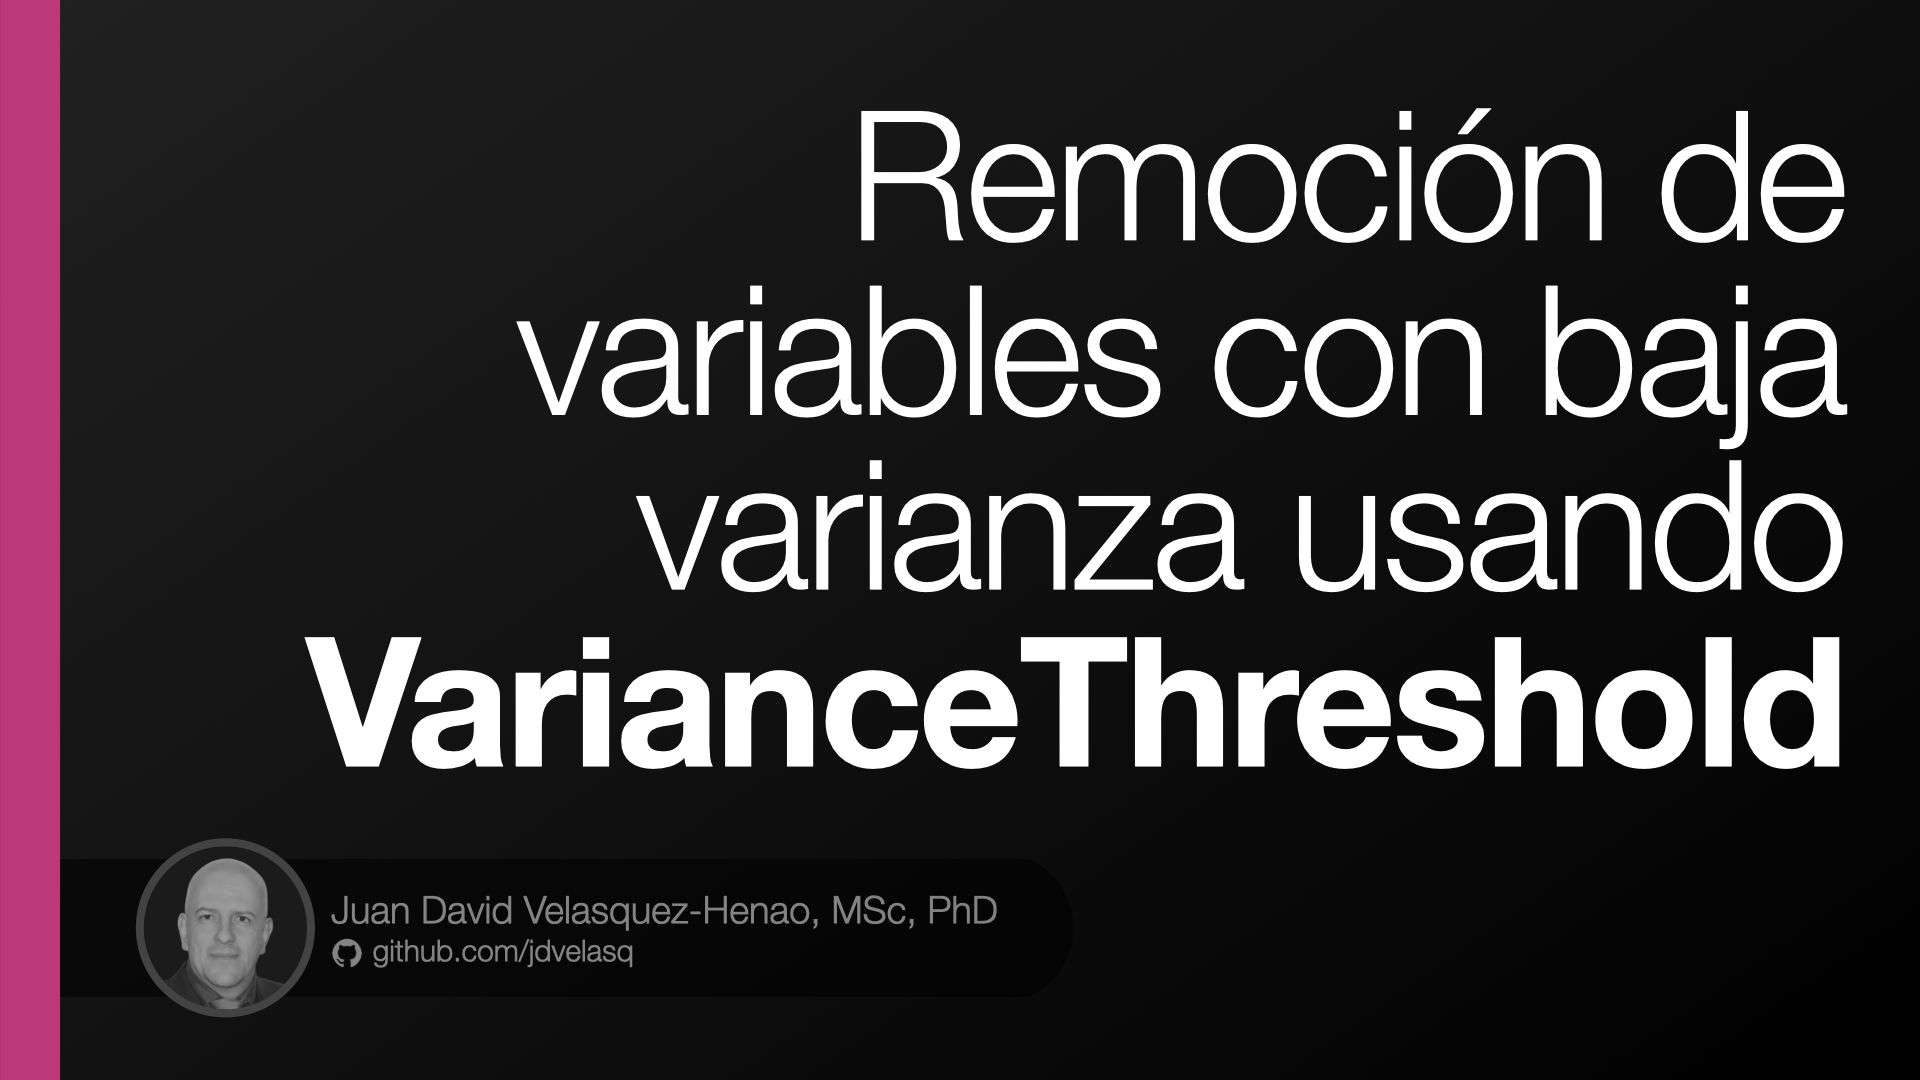 Remoción de
variables con baja
varianza usando
VarianceThreshold
Juan David Velasquez-Henao, MSc, PhD
github.com/jdvelasq